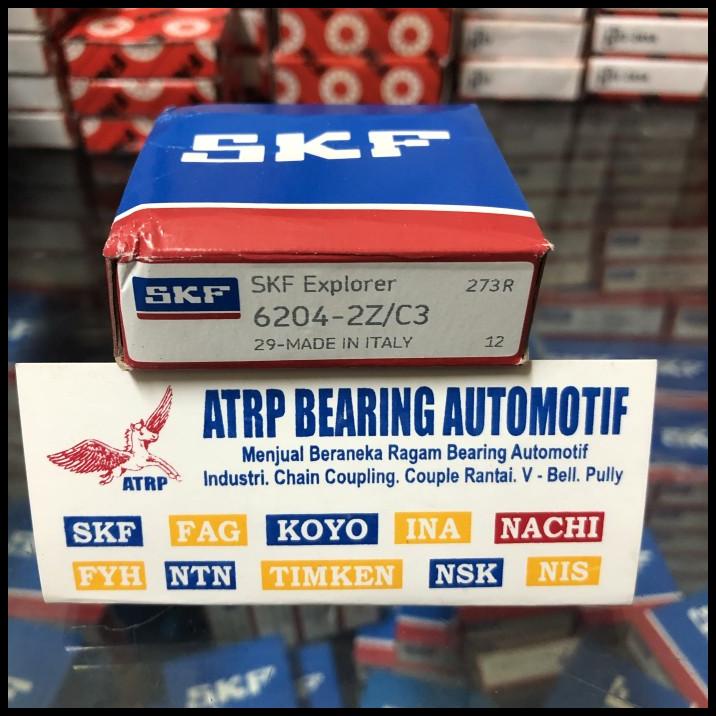 SKF
SKF
SKF Explorer
273R
6204-2Z/C3
29-MADE IN ITALY
12
ATRP BEARING AUTOMOTIF
Menjual Beraneka Ragam Bearing Automotif
Industri. Chain Coupling. Couple Rantai. V - Bell. Pully
ATRP
SKF FAG KOYO INA NACHI
FYH NTN TIMKEN NSK NIS
SKF